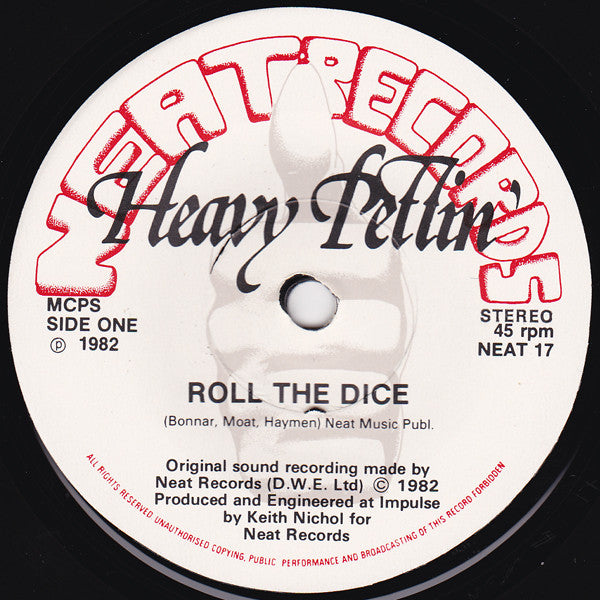 NEAT RECORDS
Heavy Pettin'
MCPS
SIDE ONE
℗ 1982
STEREO
45 rpm
NEAT 17
ROLL THE DICE
(Bonnar, Moat, Haymen) Neat Music Publ.
Original sound recording made by
Neat Records (D.W.E. Ltd) © 1982
Produced and Engineered at Impulse
by Keith Nichol for
Neat Records
ALL RIGHTS RESERVED UNAUTHORISED COPYING, PUBLIC PERFORMANCE AND BROADCASTING OF THIS RECORD FORBIDDEN